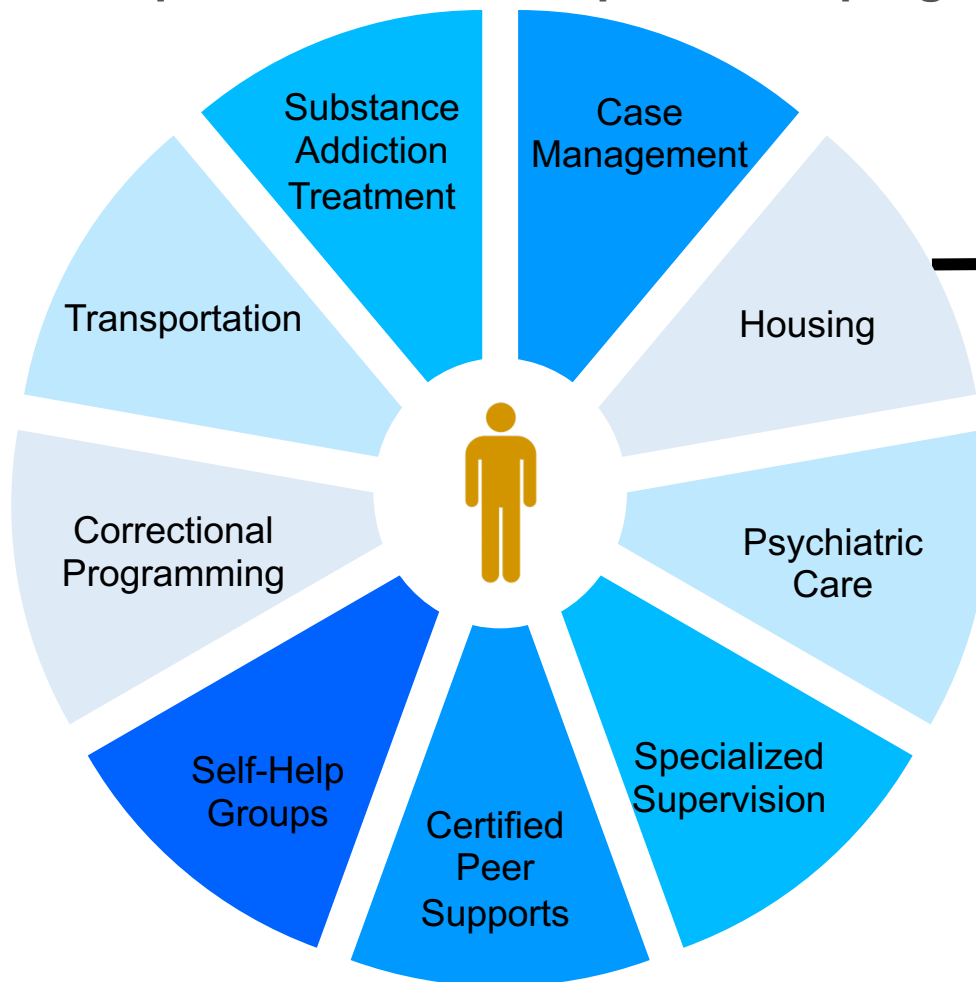 Substance
Addiction
Treatment
Case
Management
Housing
Psychiatric
Care
Specialized
Supervision
Certified
Peer
Supports
Self-Help
Groups
Correctional
Programming
Transportation